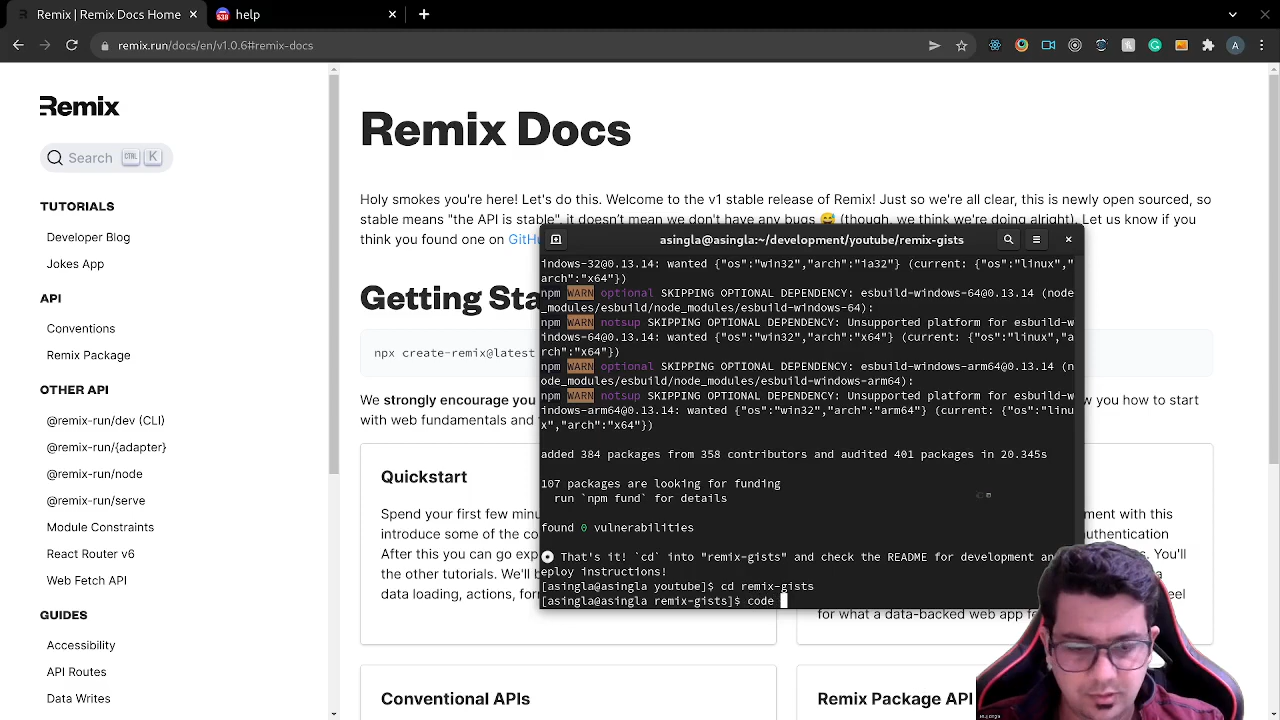 Remix | Remix Docs Home
help
remix.run/docs/en/v1.0.6#remix-docs
A
Remix
Search CTRL K
TUTORIALS
Developer Blog
Jokes App
API
Conventions
Remix Package
OTHER API
@remix-run/dev (CLI)
@remix-run/{adapter}
@remix-run/node
@remix-run/serve
Module Constraints
React Router v6
Web Fetch API
GUIDES
Accessibility
API Routes
Data Writes
Remix Docs
Holy smokes you're here! Let's do this. Welcome to the v1 stable release of Remix! Just so we're all clear, this is newly open sourced, so
stable means "the API is stable", it doesn't mean we don't have any bugs 😅 (though, we think we're doing alright). Let us know if
you find one on GitHu
Getting Sta
npx create-remix@latest
We strongly encourage you
w you how to start
with web fundamentals and
Quickstart
Spend your first few minu
introduce some of the co
After this you can go exp
the other tutorials. We'll b
data loading, actions, for
ment with this
uthentication
s. You'll
eel
for what a data-backed web app fe
Conventional APIs
Remix Package API
asingla@asingla:~/development/youtube/remix-gists
indows-32@0.13.14: wanted {"os":"win32","arch":"ia32"} (current: {"os":"linux","
arch":"x64"})
npm WARN optional SKIPPING OPTIONAL DEPENDENCY: esbuild-windows-64@0.13.14 (node
_modules/esbuild/node_modules/esbuild-windows-64):
npm WARN notsup SKIPPING OPTIONAL DEPENDENCY: Unsupported platform for esbuild-w
indows-64@0.13.14: wanted {"os":"win32","arch":"x64"} (current: {"os":"linux","a
rch":"x64"})
npm WARN optional SKIPPING OPTIONAL DEPENDENCY: esbuild-windows-arm64@0.13.14 (n
ode_modules/esbuild/node_modules/esbuild-windows-arm64):
npm WARN notsup SKIPPING OPTIONAL DEPENDENCY: Unsupported platform for esbuild-w
indows-arm64@0.13.14: wanted {"os":"win32","arch":"arm64"} (current: {"os":"linu
x","arch":"x64"})
added 384 packages from 358 contributors and audited 401 packages in 20.345s
107 packages are looking for funding
run `npm fund` for details
found 0 vulnerabilities
That's it! `cd` into "remix-gists" and check the README for development an
eploy instructions!
[asingla@asingla youtube]$ cd remix-gists
[asingla@asingla remix-gists]$ code